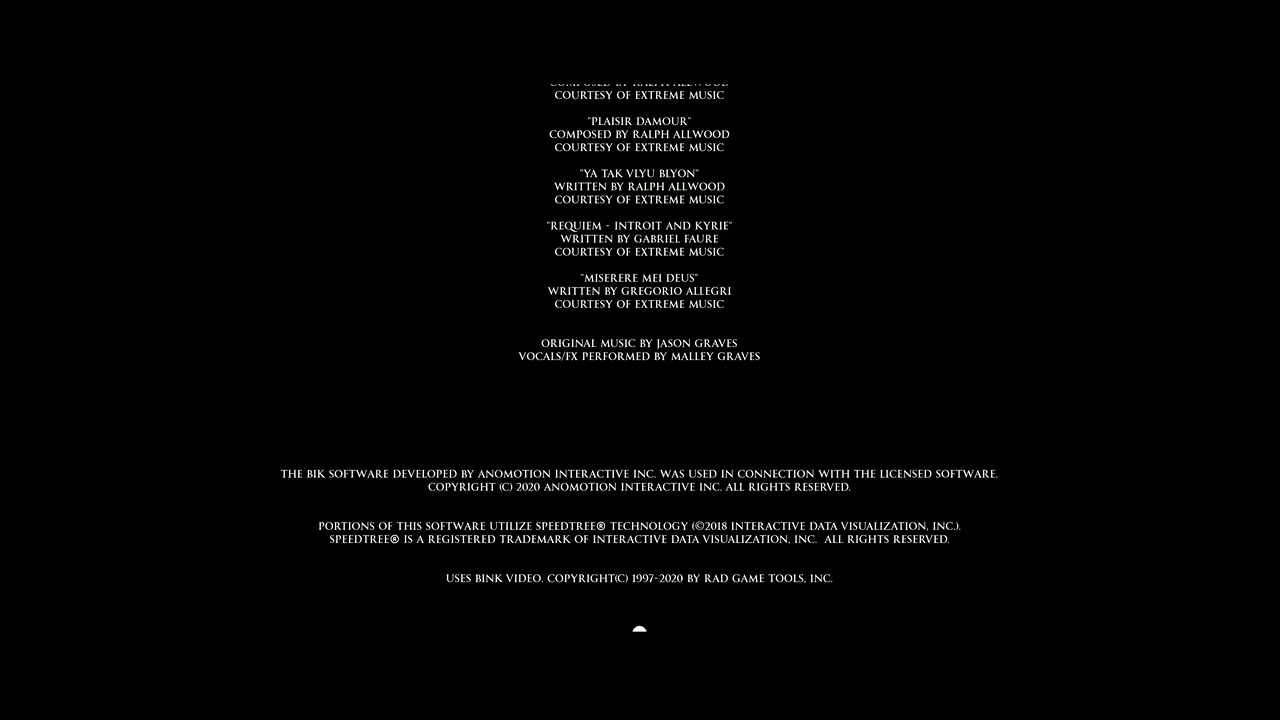 COMPOSED BY RALPH ALLWOOD
COURTESY OF EXTREME MUSIC
"PLAISIR DAMOUR"
COMPOSED BY RALPH ALLWOOD
COURTESY OF EXTREME MUSIC
"YA TAK VLYU BLYON"
WRITTEN BY RALPH ALLWOOD
COURTESY OF EXTREME MUSIC
"REQUIEM - INTROIT AND KYRIE"
WRITTEN BY GABRIEL FAURE
COURTESY OF EXTREME MUSIC
"MISERERE MEI DEUS"
WRITTEN BY GREGORIO ALLEGRI
COURTESY OF EXTREME MUSIC
ORIGINAL MUSIC BY JASON GRAVES
VOCALS/FX PERFORMED BY MALLEY GRAVES
THE BIK SOFTWARE DEVELOPED BY ANOMOTION INTERACTIVE INC. WAS USED IN CONNECTION WITH THE LICENSED SOFTWARE.
COPYRIGHT (C) 2020 ANOMOTION INTERACTIVE INC. ALL RIGHTS RESERVED.
PORTIONS OF THIS SOFTWARE UTILIZE SPEEDTREE® TECHNOLOGY (©2018 INTERACTIVE DATA VISUALIZATION, INC.).
SPEEDTREE® IS A REGISTERED TRADEMARK OF INTERACTIVE DATA VISUALIZATION, INC.  ALL RIGHTS RESERVED.
USES BINK VIDEO. COPYRIGHT(C) 1997-2020 BY RAD GAME TOOLS, INC.